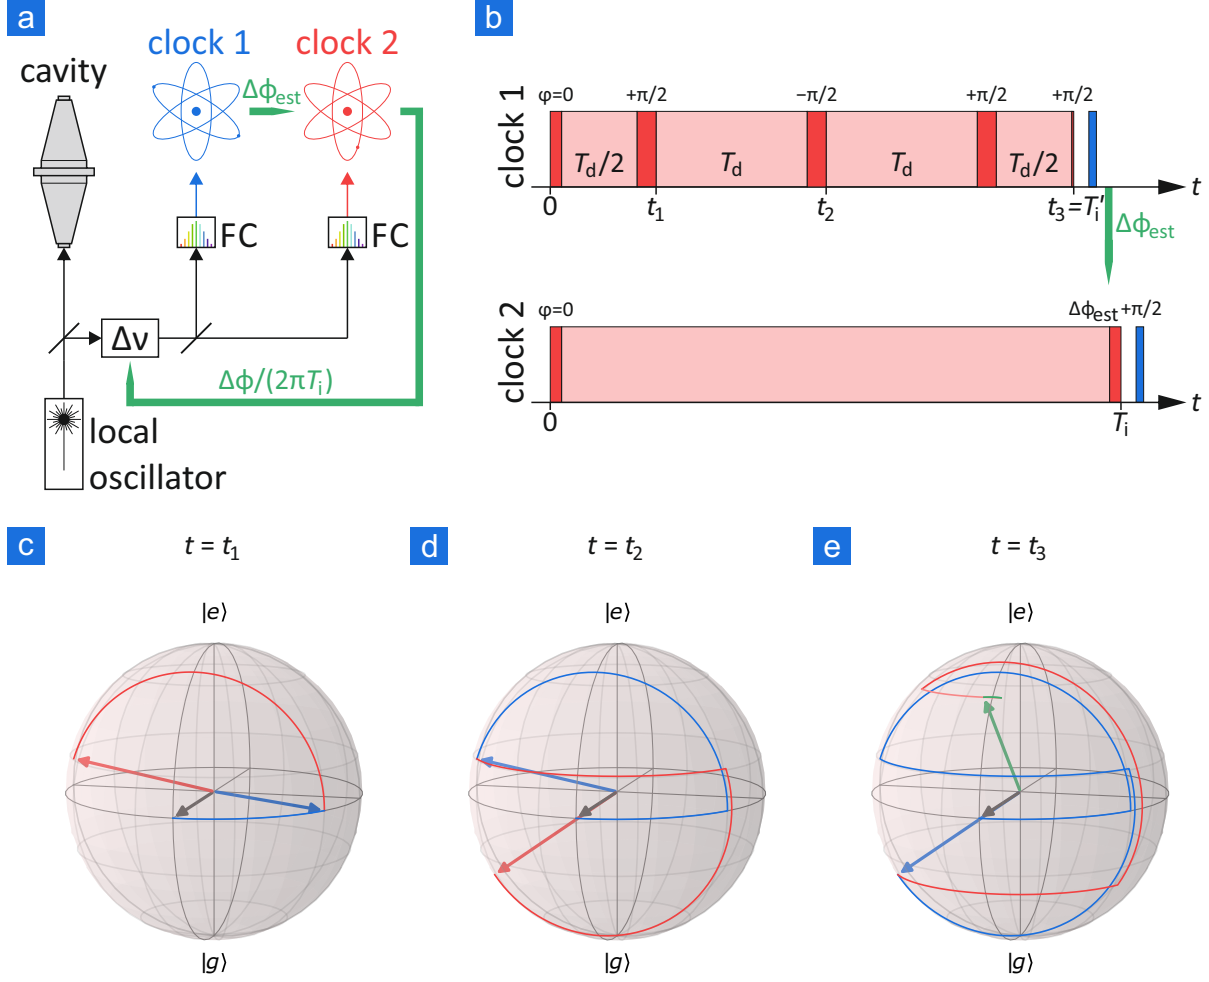 a
clock 1
clock 2
cavity
Δϕest
FC
FC
Δν
Δϕ/(2πTi)
local
oscillator
b
clock 1
φ=0
+π/2
−π/2
+π/2
+π/2
Td/2
Td
Td
Td/2
0
t1
t2
t3=Ti′
t
Δϕest
clock 2
φ=0
Δϕest+π/2
0
Ti
t
c
t = t1
|e⟩
|g⟩
d
t = t2
|e⟩
|g⟩
e
t = t3
|e⟩
|g⟩